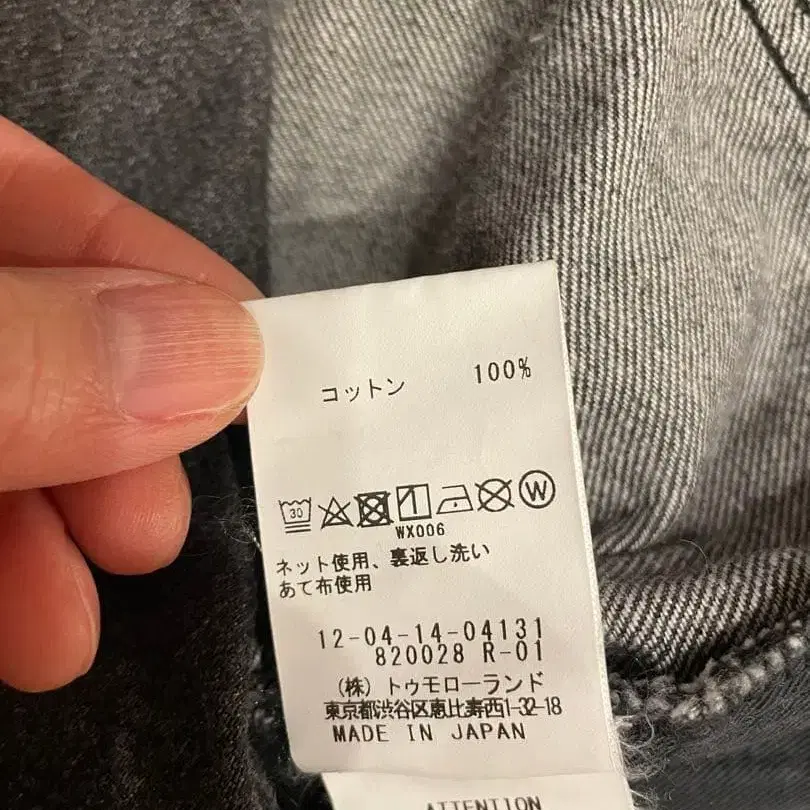 コットン 100%
30 W
WX006
ネット使用、裏返し洗い
あて布使用
12-04-14-04131
820028 R-01
(株) トゥモローランド
東京都渋谷区恵比寿西1-32-18
MADE IN JAPAN
ATTENTION